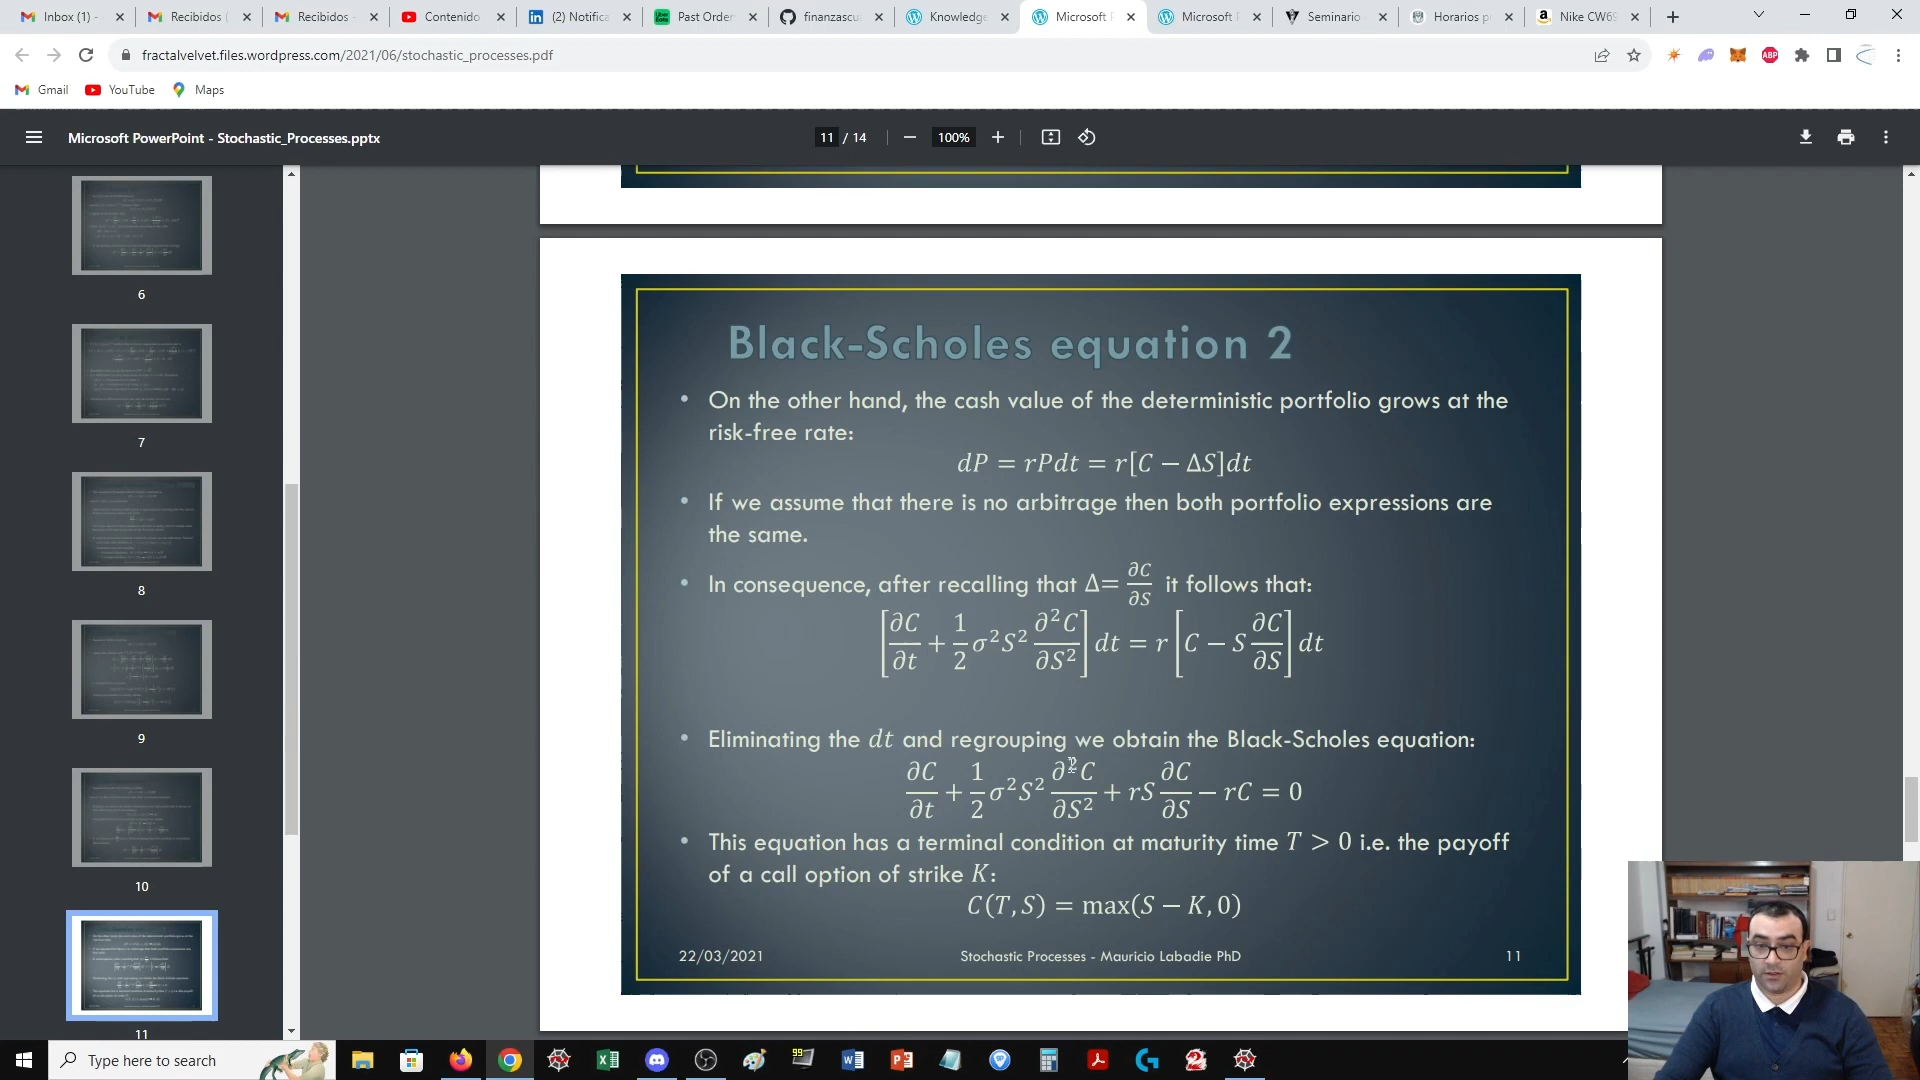 Inbox (1) -
Recibidos (
Recibidos -
Contenido
(2) Notifica
Past Order
finanzascu
Knowledge
Microsoft P
Microsoft P
Seminario
Horarios p
Nike CW69
fractalvelvet.files.wordpress.com/2021/06/stochastic_processes.pdf
ABP
Gmail
YouTube
Maps
Microsoft PowerPoint - Stochastic_Processes.pptx
11 / 14
100%
6
7
8
9
10
11
Black-Scholes equation 2
• On the other hand, the cash value of the deterministic portfolio grows at the
risk-free rate:
dP = rPdt = r[C − ΔS]dt
• If we assume that there is no arbitrage then both portfolio expressions are
the same.
• In consequence, after recalling that Δ= ∂C/∂S it follows that:
[∂C/∂t + 1/2 σ²S² ∂²C/∂S²] dt = r [C − S ∂C/∂S] dt
• Eliminating the dt and regrouping we obtain the Black-Scholes equation:
∂C/∂t + 1/2 σ²S² ∂²C/∂S² + rS ∂C/∂S − rC = 0
• This equation has a terminal condition at maturity time T > 0 i.e. the payoff
of a call option of strike K:
C(T, S) = max(S − K, 0)
22/03/2021
Stochastic Processes - Mauricio Labadie PhD
11
Type here to search
99